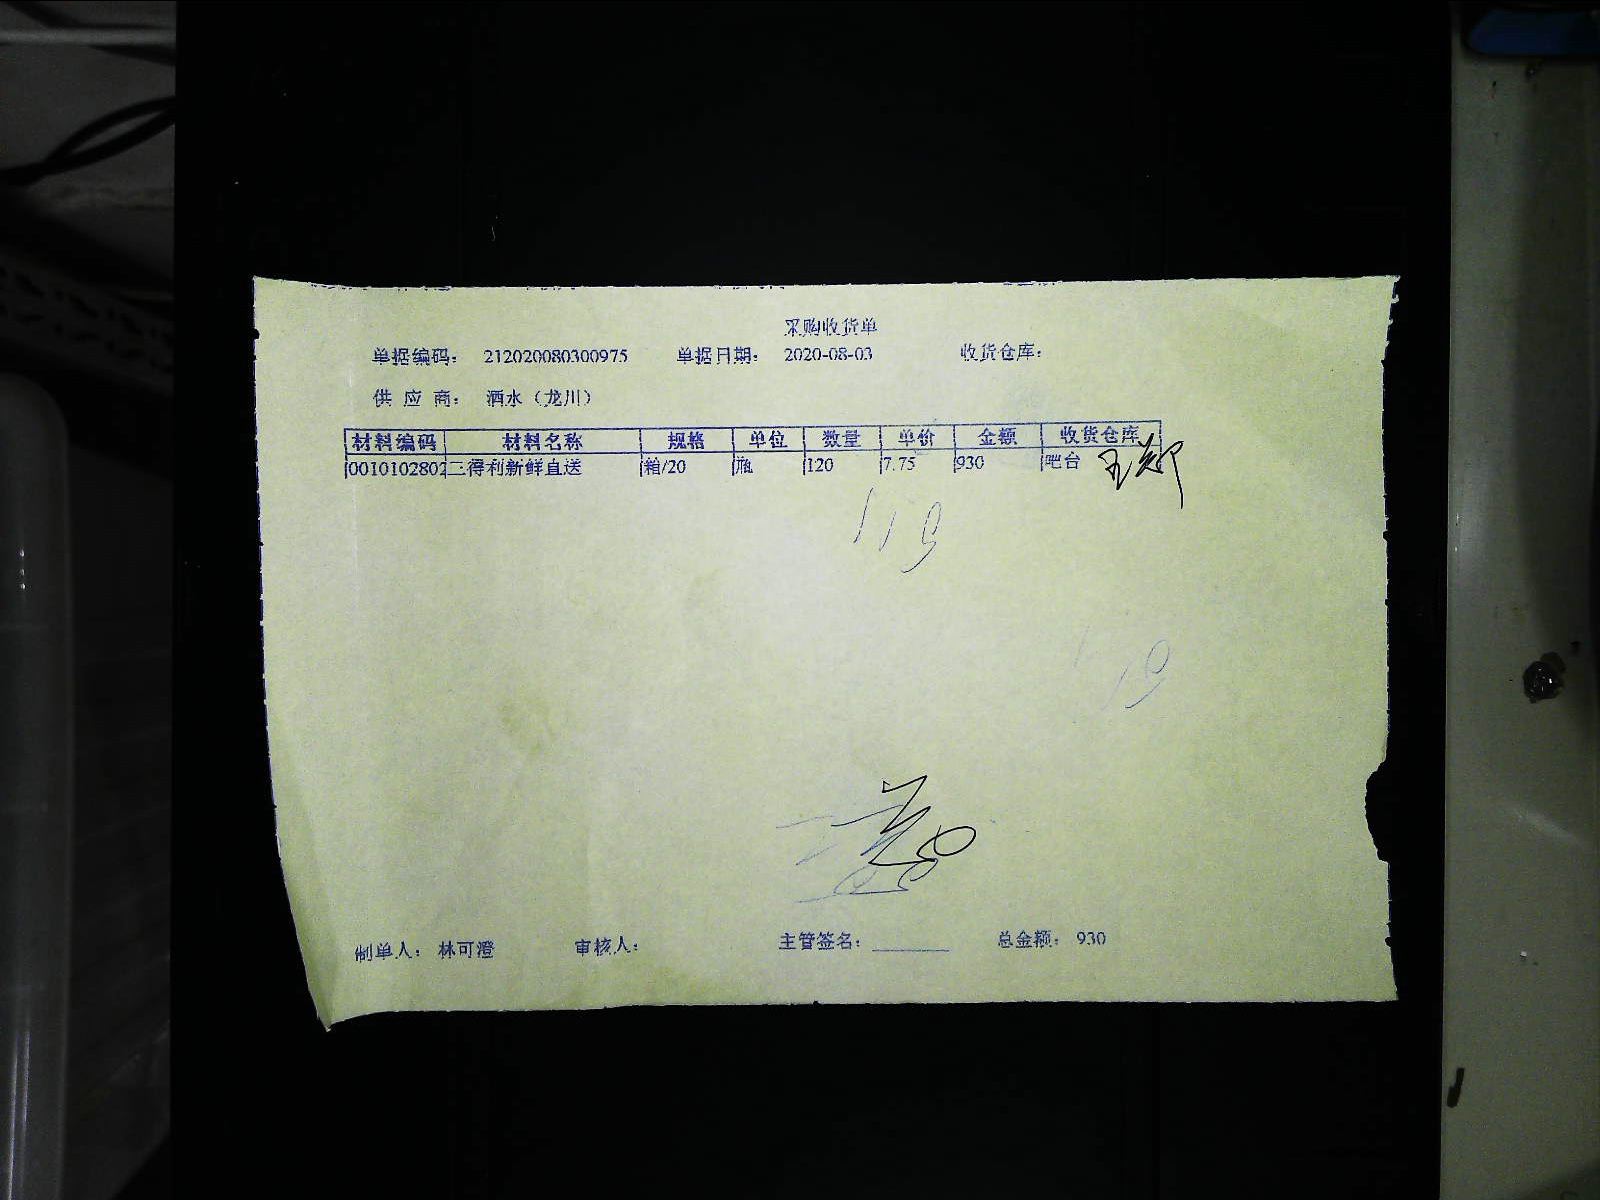 采购收货单
单据编码： 212020080300975 单据日期： 2020-08-03 收货仓库：
供 应 商： 酒水（龙川）
材料编码 材料名称 规格 单位 数量 单价 金额 收货仓库
0010102802 三得利新鲜直送 箱/20 瓶 120 7.75 930 吧台
119
119
制单人： 林可澄 审核人： 主管签名： 总金额： 930